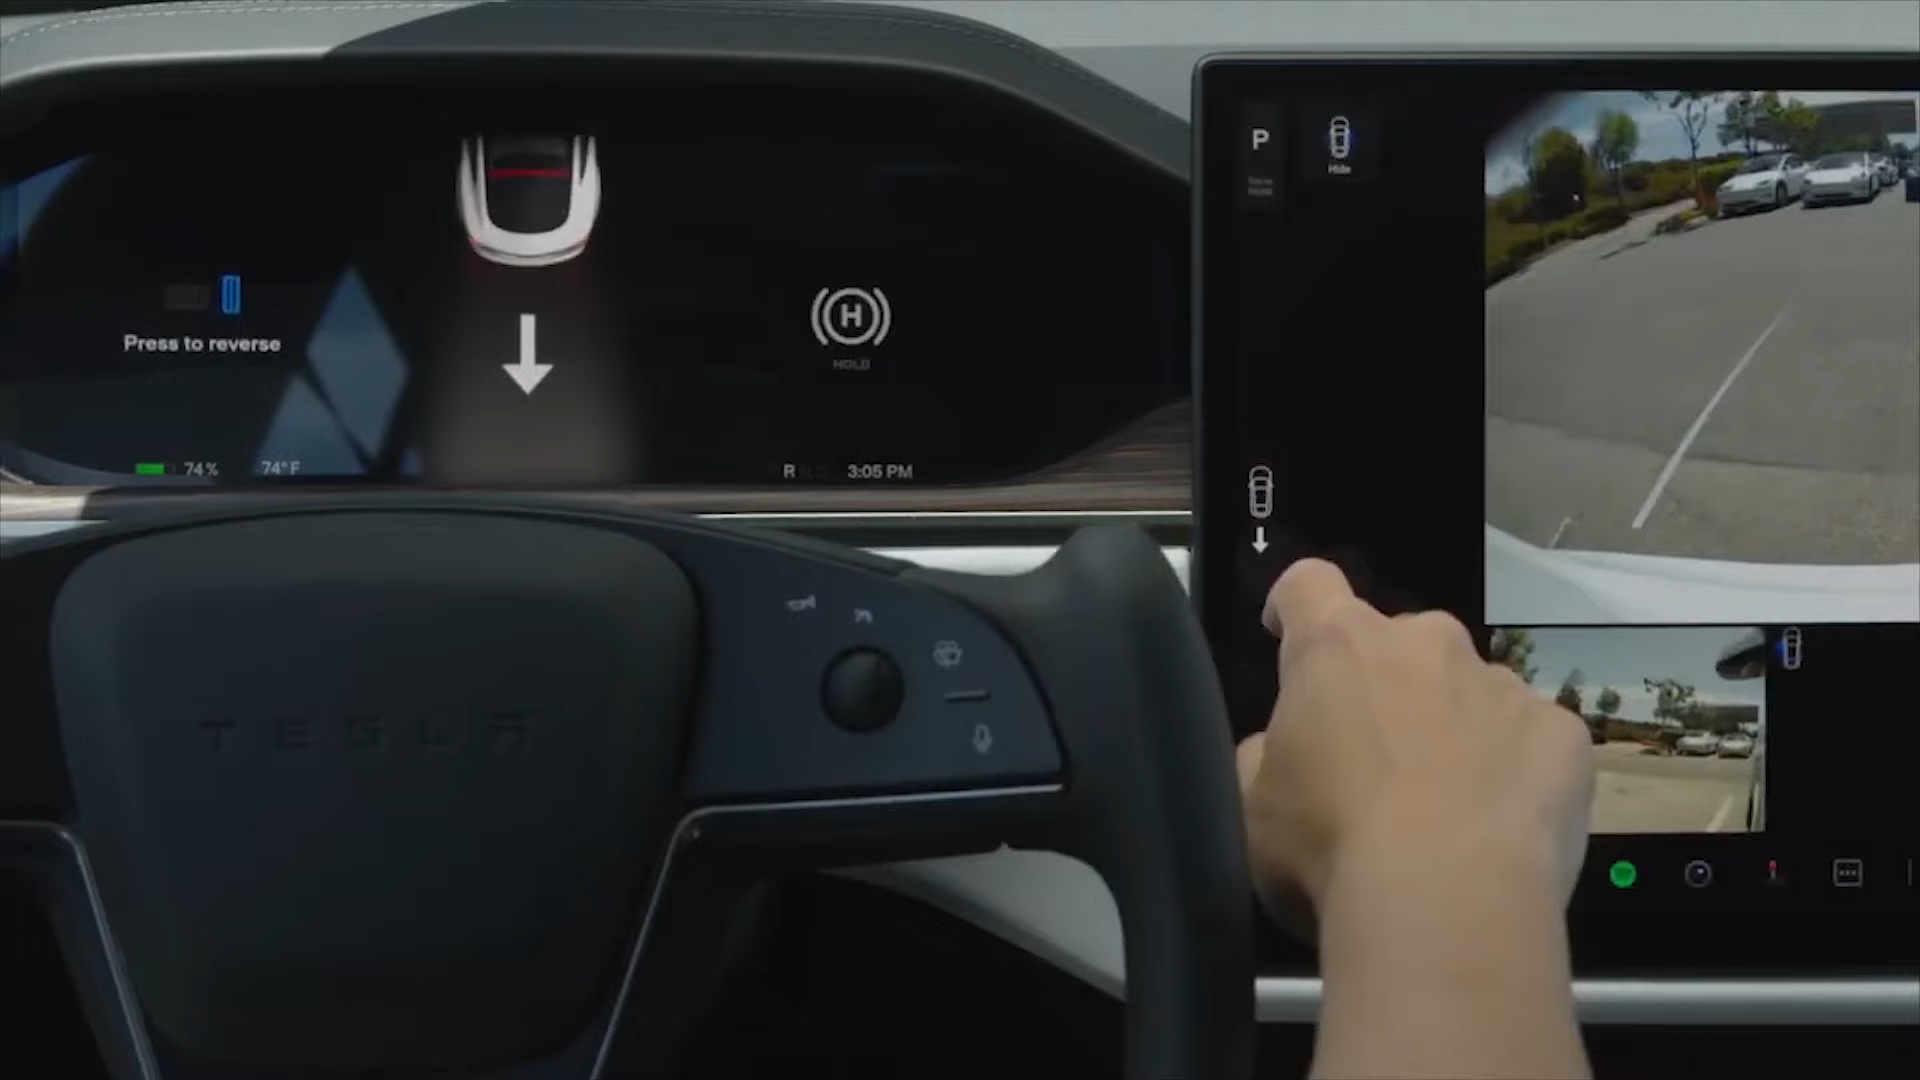 P
Hide
Press to reverse
H
HOLD
74%
74°F
R N D
3:05 PM
TESLA